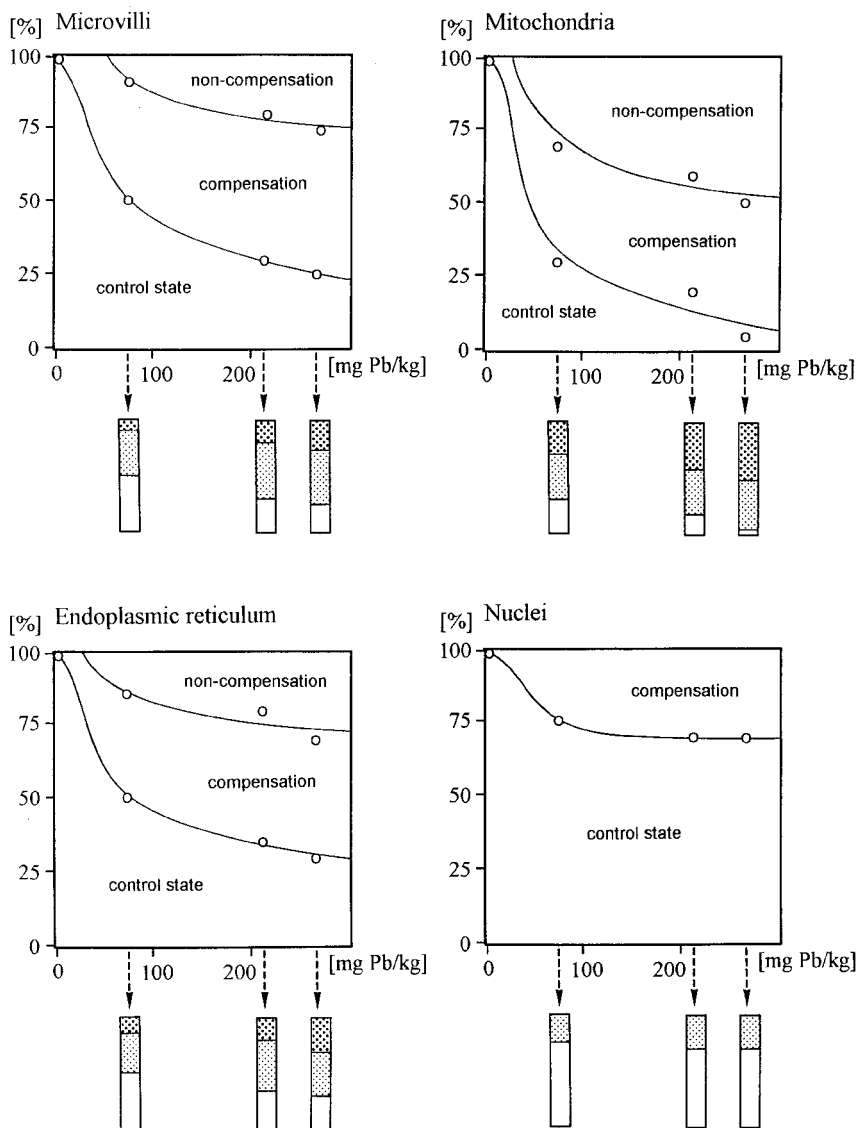 [%] Microvilli
100
non-compensation
75
compensation
50
25
control state
0
0 100 200 [mg Pb/kg]
[%] Mitochondria
100
non-compensation
75
50
compensation
25
control state
0
0 100 200 [mg Pb/kg]
[%] Endoplasmic reticulum
100
non-compensation
75
compensation
50
25
control state
0
0 100 200 [mg Pb/kg]
[%] Nuclei
100
compensation
75
50
control state
25
0
0 100 200 [mg Pb/kg]